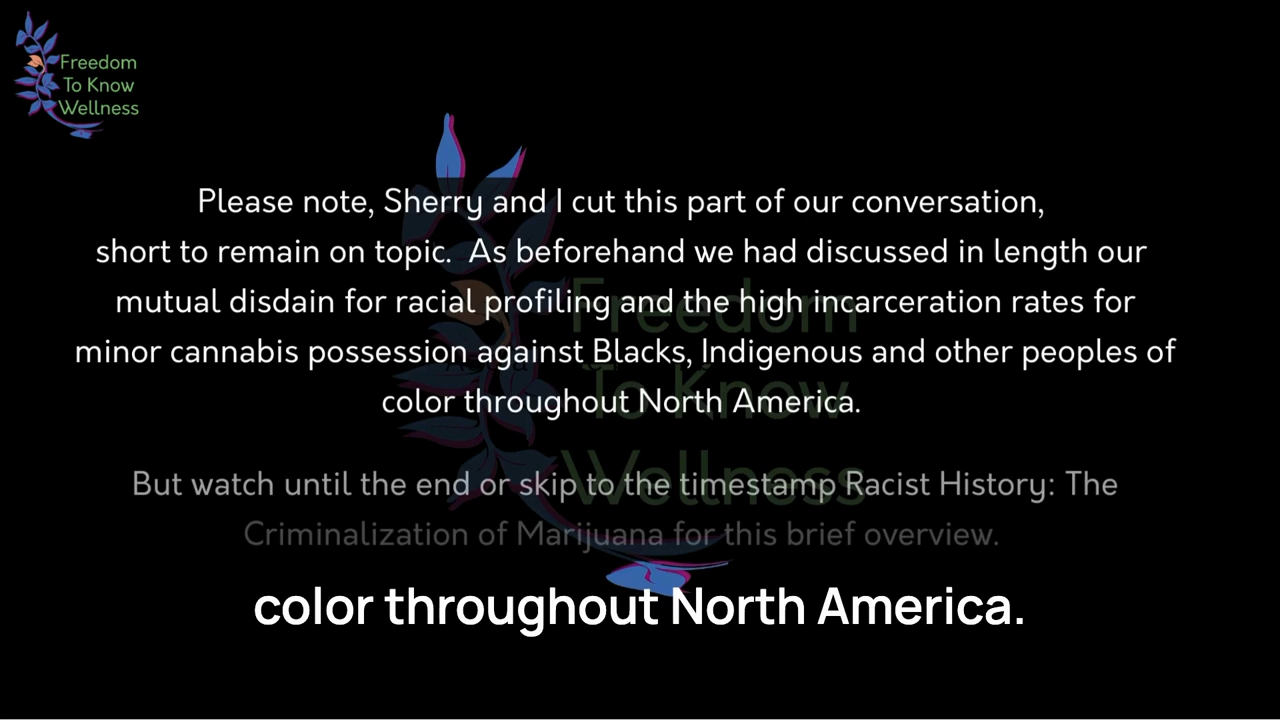 Freedom
To Know
Wellness
Please note, Sherry and I cut this part of our conversation,
short to remain on topic.  As beforehand we had discussed in length our
mutual disdain for racial profiling and the high incarceration rates for
minor cannabis possession against Blacks, Indigenous and other peoples of
color throughout North America.
Freedom
To Know
Wellness
But watch until the end or skip to the timestamp Racist History: The
Criminalization of Marijuana for this brief overview.
color throughout North America.